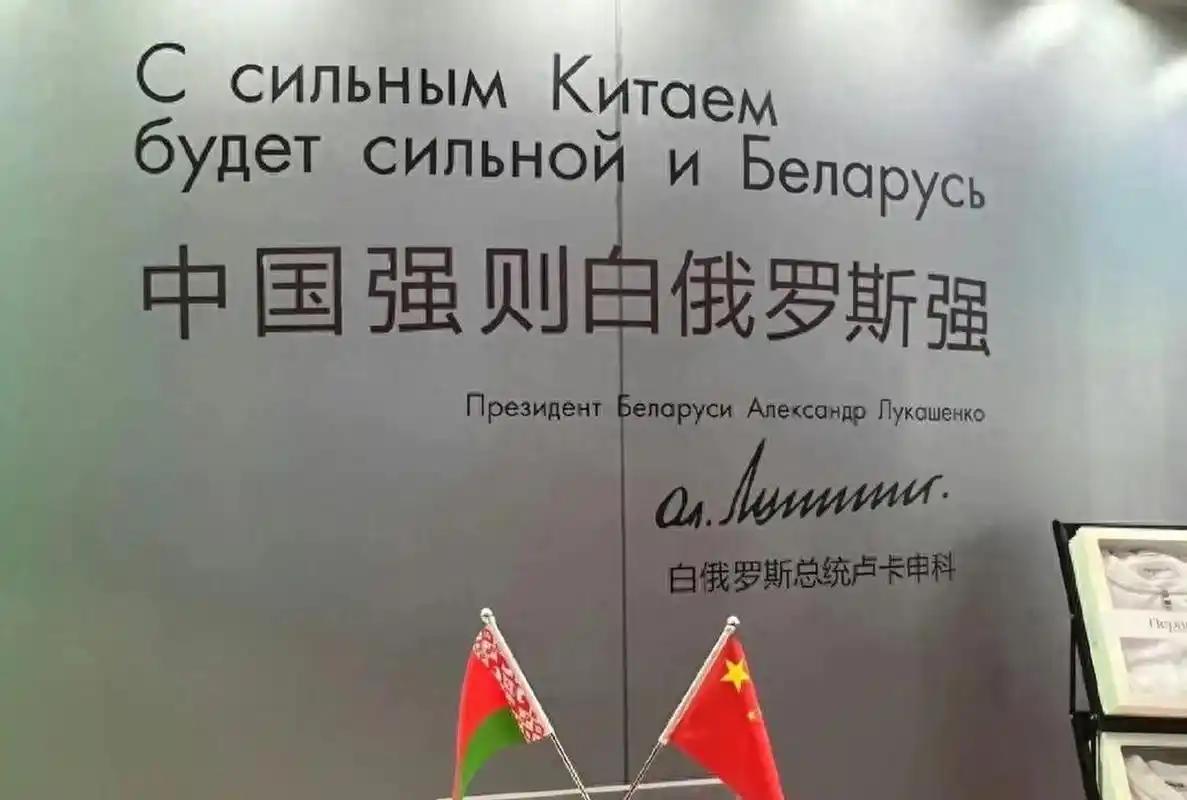 С сильным Китаем
будет сильной и Беларусь
中国强则白俄罗斯强
Президент Беларуси Александр Лукашенко
白俄罗斯总统卢卡申科